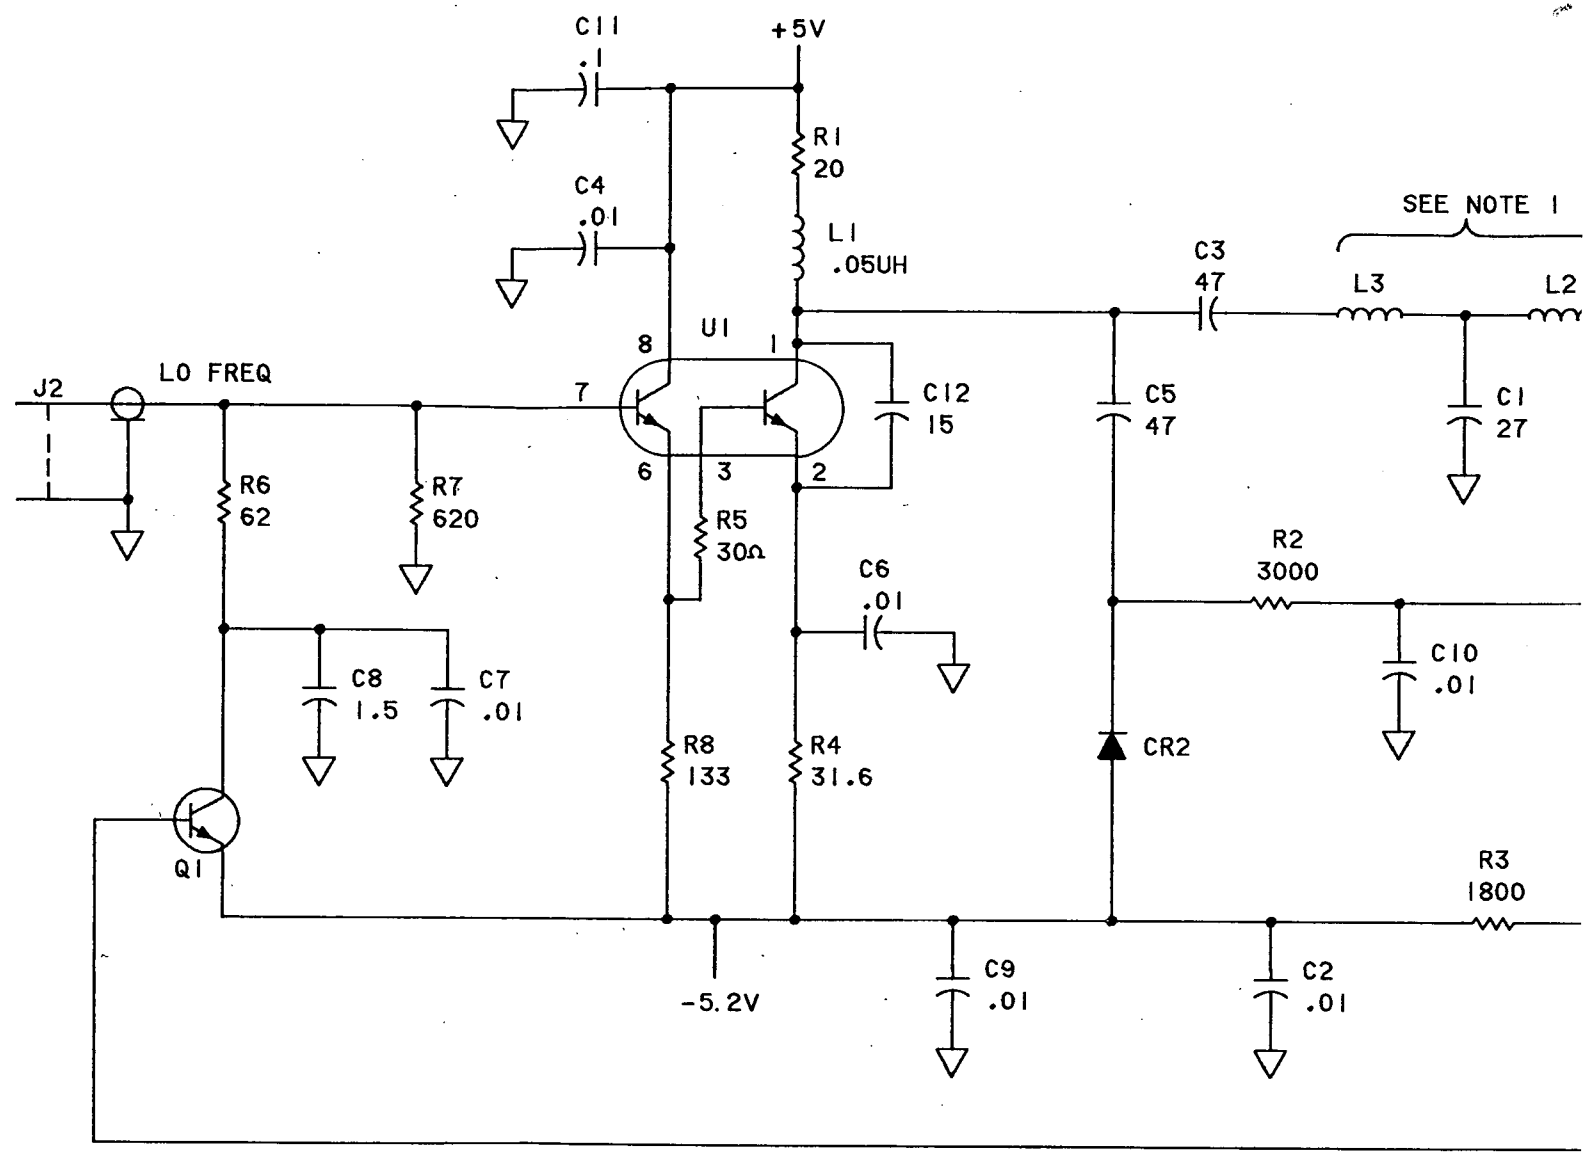 C11
.1
+5V
R1
20
C4
.01
L1
.05UH
SEE NOTE 1
C3
47
L3
L2
U1
8
1
J2
LO FREQ
7
C12
15
C5
47
C1
27
6
3
2
R6
62
R7
620
R5
30Ω
R2
3000
C6
.01
C10
.01
C8
1.5
C7
.01
R8
133
R4
31.6
CR2
Q1
R3
1800
C9
.01
C2
.01
-5.2V